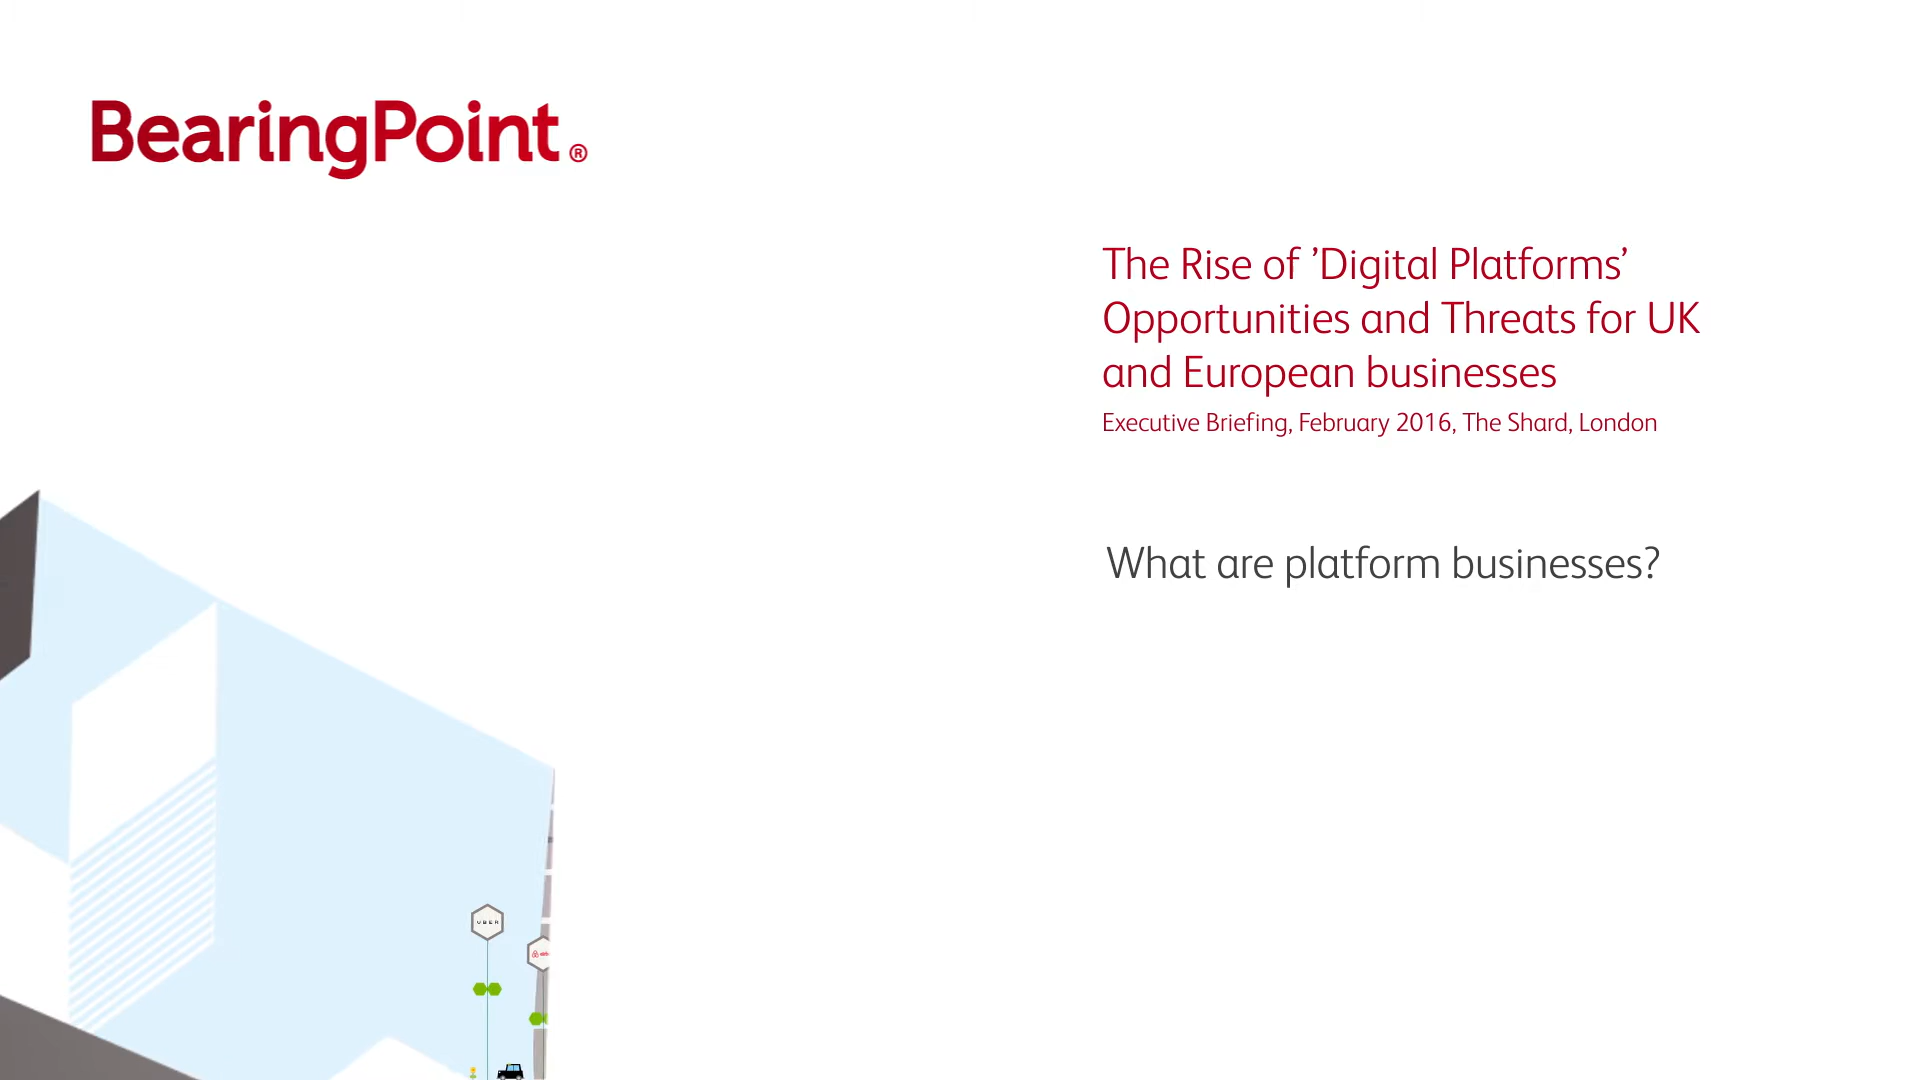 BearingPoint®
The Rise of ’Digital Platforms’
Opportunities and Threats for UK
and European businesses
Executive Briefing, February 2016, The Shard, London
What are platform businesses?
UBER